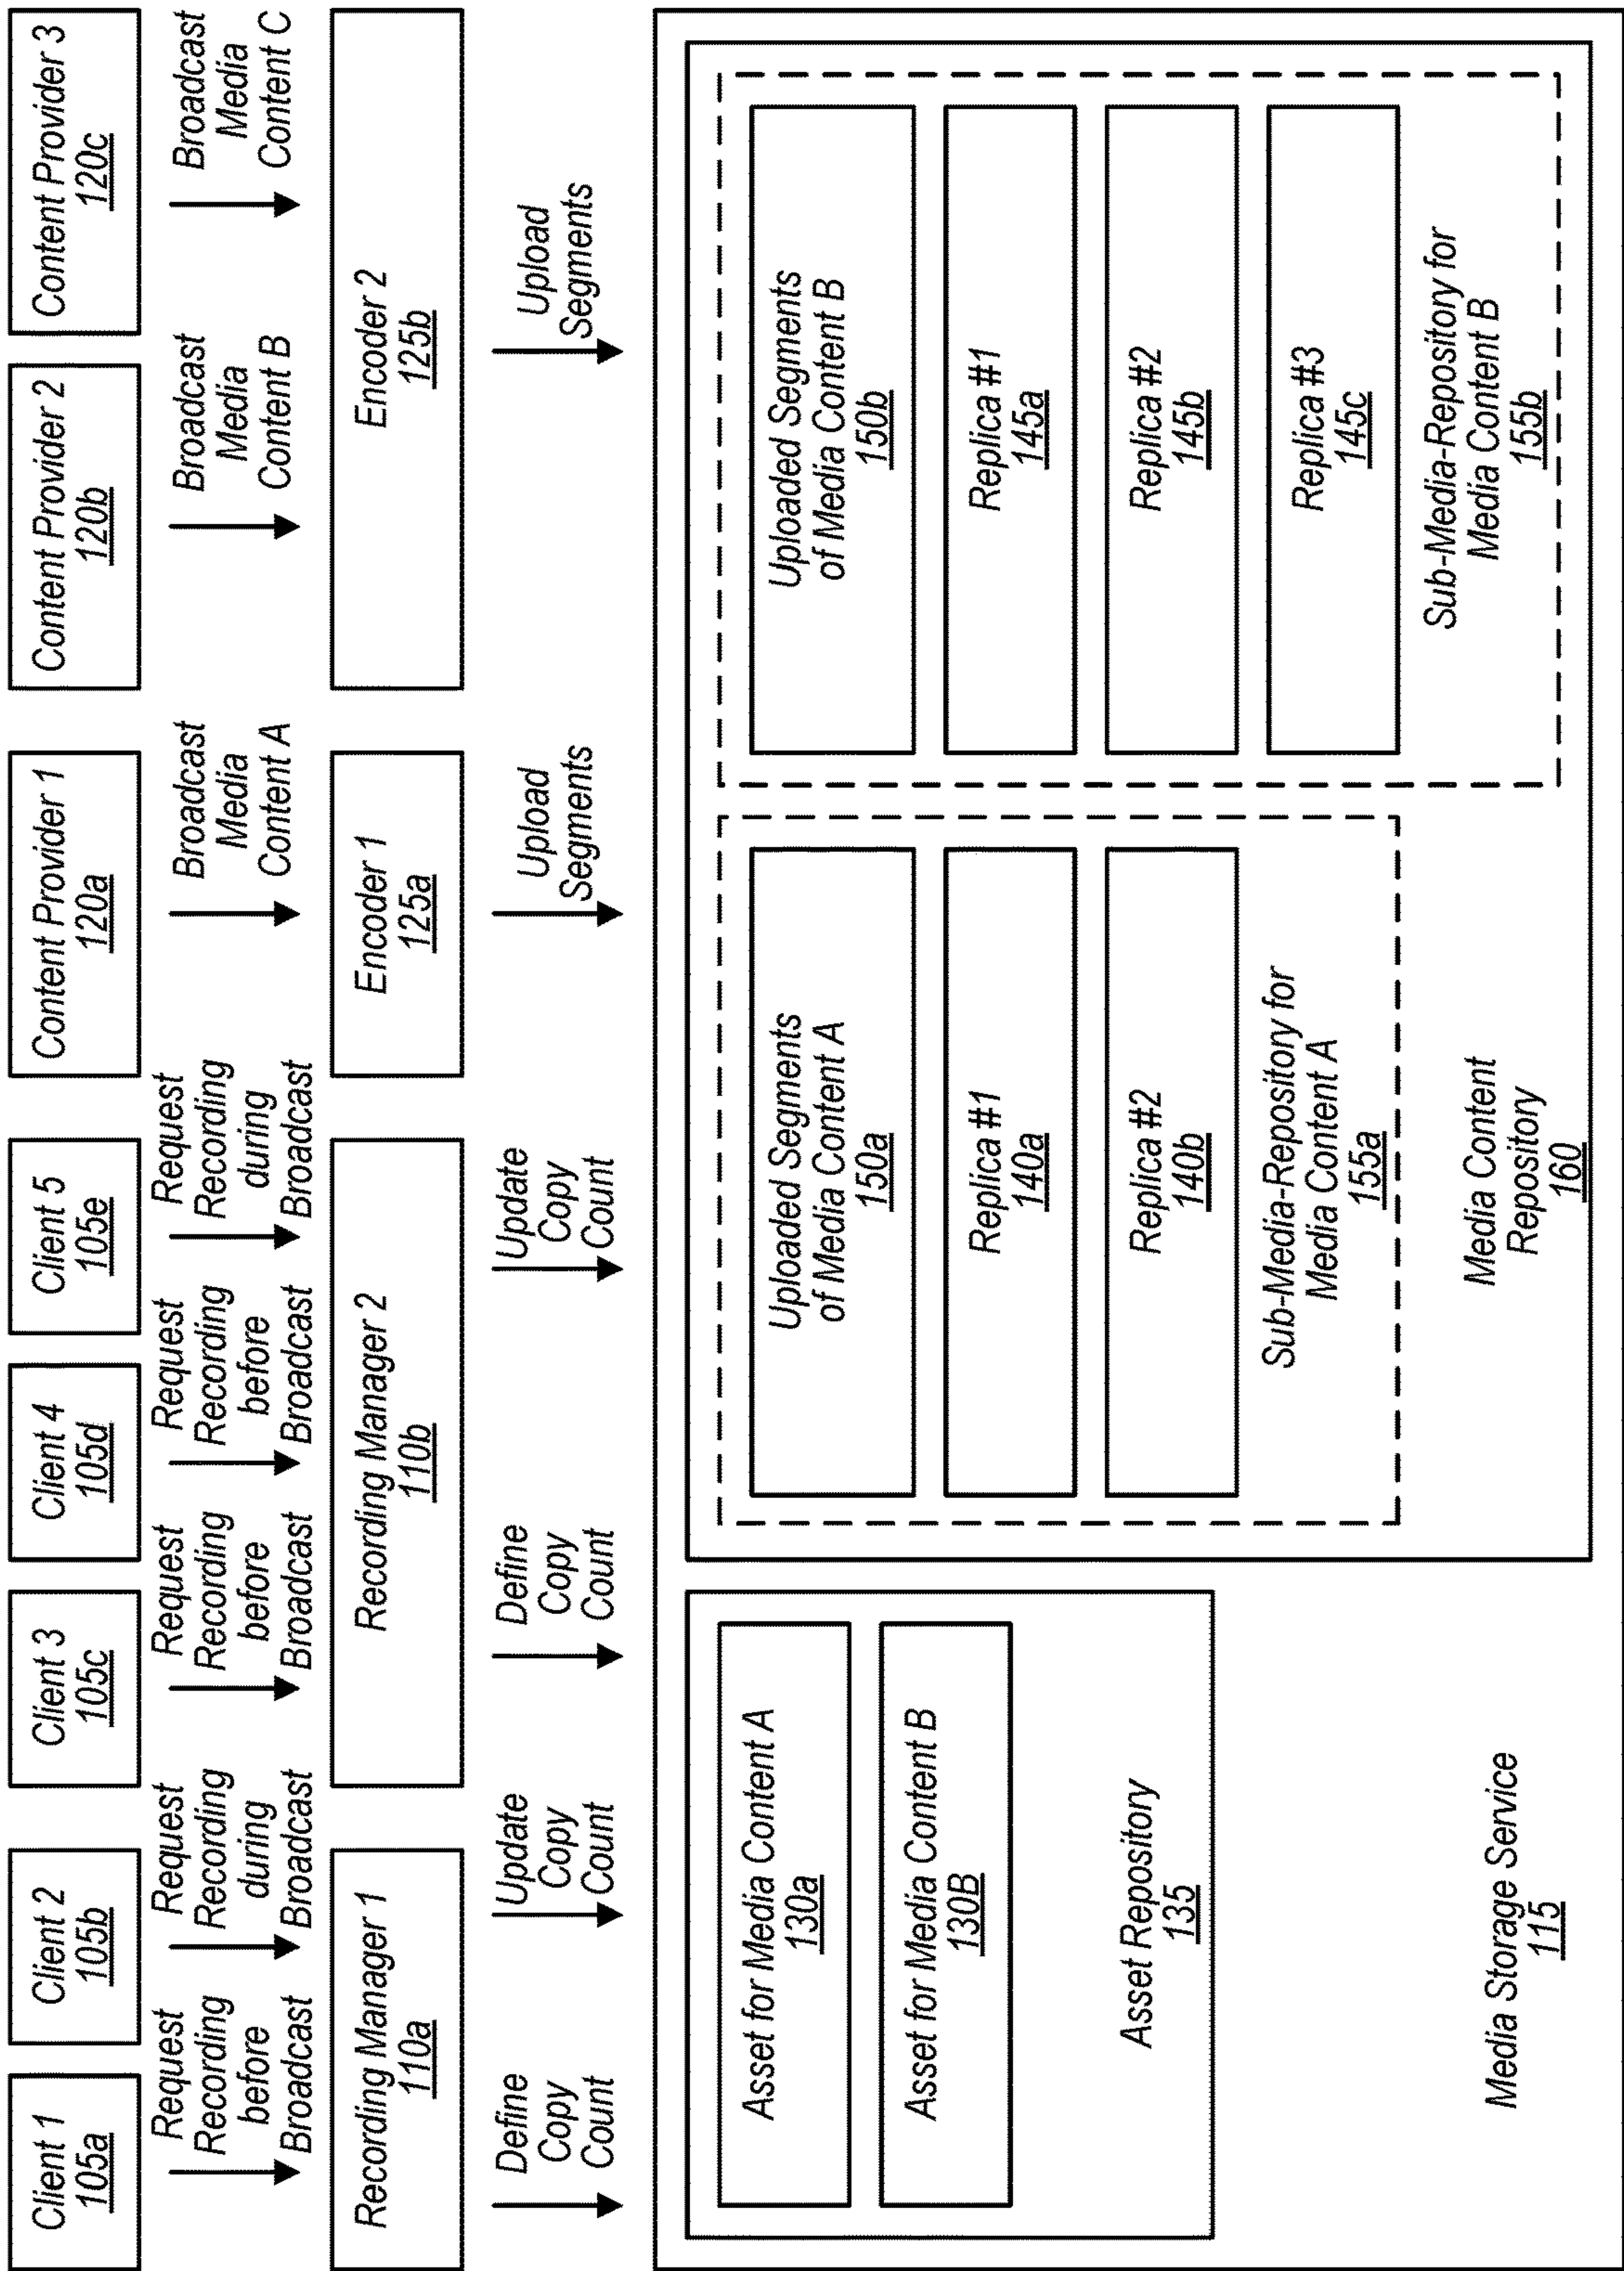 Client 1
105a
Client 2
105b
Client 3
105c
Client 4
105d
Client 5
105e
Content Provider 1
120a
Content Provider 2
120b
Content Provider 3
120c
Request
Recording
before
Broadcast
Request
Recording
during
Broadcast
Request
Recording
before
Broadcast
Request
Recording
before
Broadcast
Request
Recording
during
Broadcast
Broadcast
Media
Content A
Broadcast
Media
Content B
Broadcast
Media
Content C
Recording Manager 1
110a
Recording Manager 2
110b
Encoder 1
125a
Encoder 2
125b
Define
Copy
Count
Update
Copy
Count
Define
Copy
Count
Update
Copy
Count
Upload
Segments
Upload
Segments
Asset for Media Content A
130a
Asset for Media Content B
130B
Asset Repository
135
Media Storage Service
115
Uploaded Segments
of Media Content A
150a
Replica #1
140a
Replica #2
140b
Sub-Media-Repository for
Media Content A
155a
Uploaded Segments
of Media Content B
150b
Replica #1
145a
Replica #2
145b
Replica #3
145c
Sub-Media-Repository for
Media Content B
155b
Media Content
Repository
160